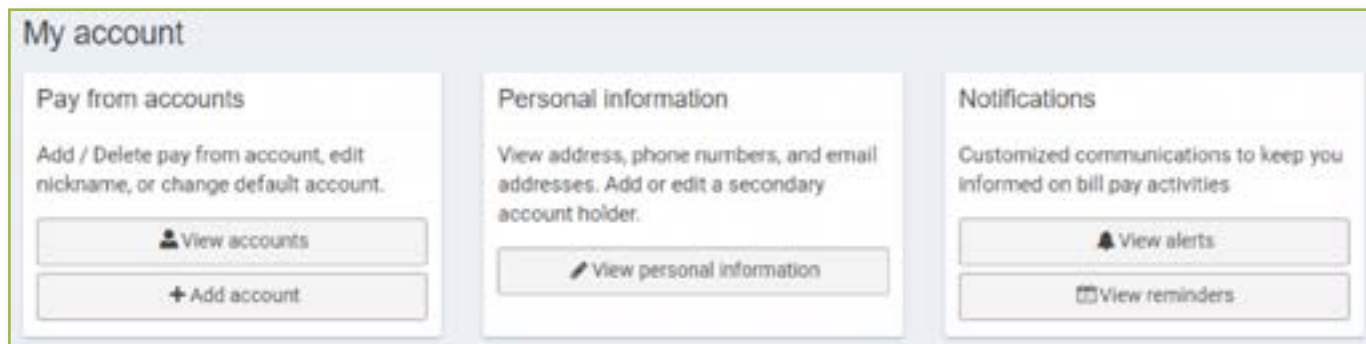 My account
Pay from accounts
Add / Delete pay from account, edit
nickname, or change default account.
View accounts
Add account
Personal information
View address, phone numbers, and email
addresses. Add or edit a secondary
account holder.
View personal information
Notifications
Customized communications to keep you
informed on bill pay activities
View alerts
View reminders